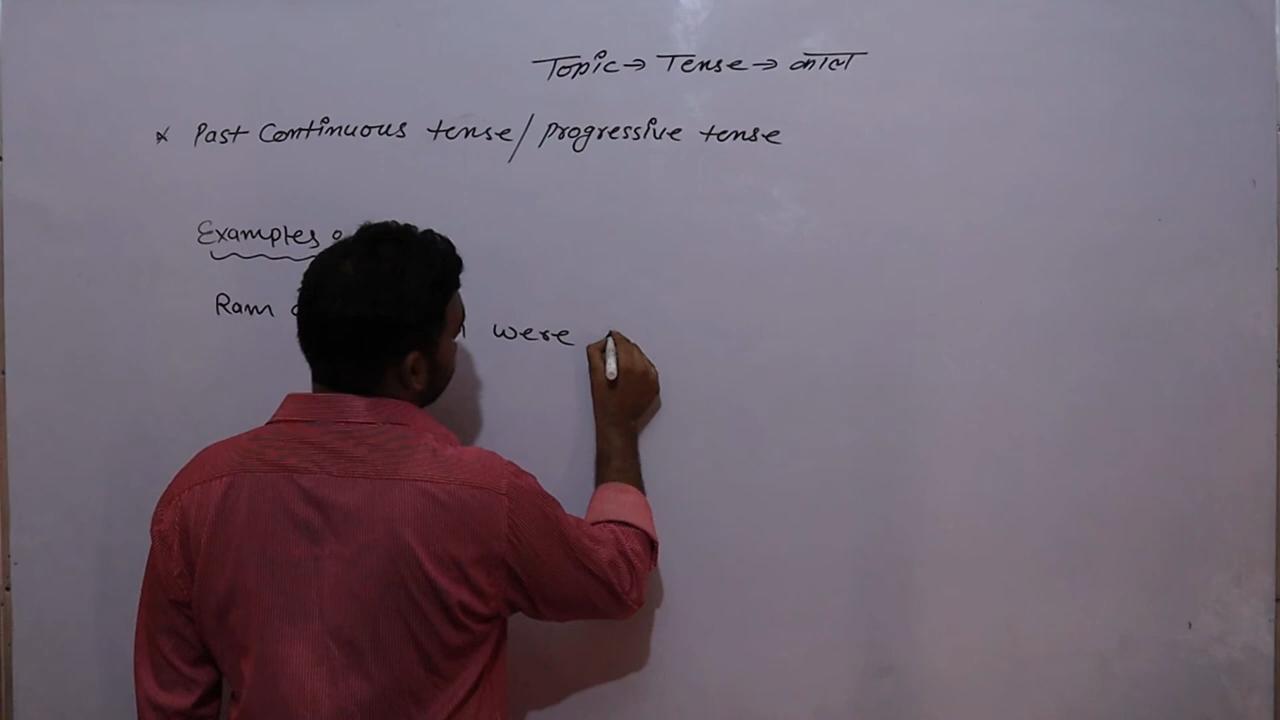 Topic → Tense → काल
* Past Continuous tense / progressive tense
Examples
Ram were